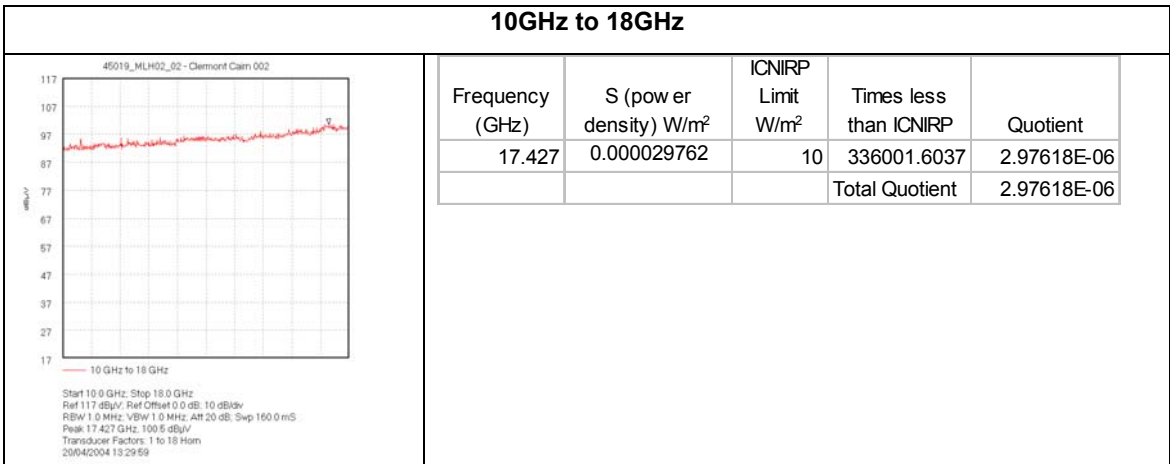 10GHz to 18GHz
45019_MLH02_02 - Clermont Cairn 002
117
107
97
87
77
67
57
47
37
27
17
dBµV
10 GHz to 18 GHz
Start 10.0 GHz; Stop 18.0 GHz
Ref 117 dBµV; Ref Offset 0.0 dB; 10 dB/div
RBW 1.0 MHz; VBW 1.0 MHz; Att 20 dB; Swp 160.0 mS
Peak 17.427 GHz, 100.5 dBµV
Transducer Factors: 1 to 18 Horn
20/04/2004 13:29:59
Frequency (GHz) S (pow er density) W/m² ICNIRP Limit W/m² Times less than ICNIRP Quotient
17.427 0.000029762 10 336001.6037 2.97618E-06
Total Quotient 2.97618E-06